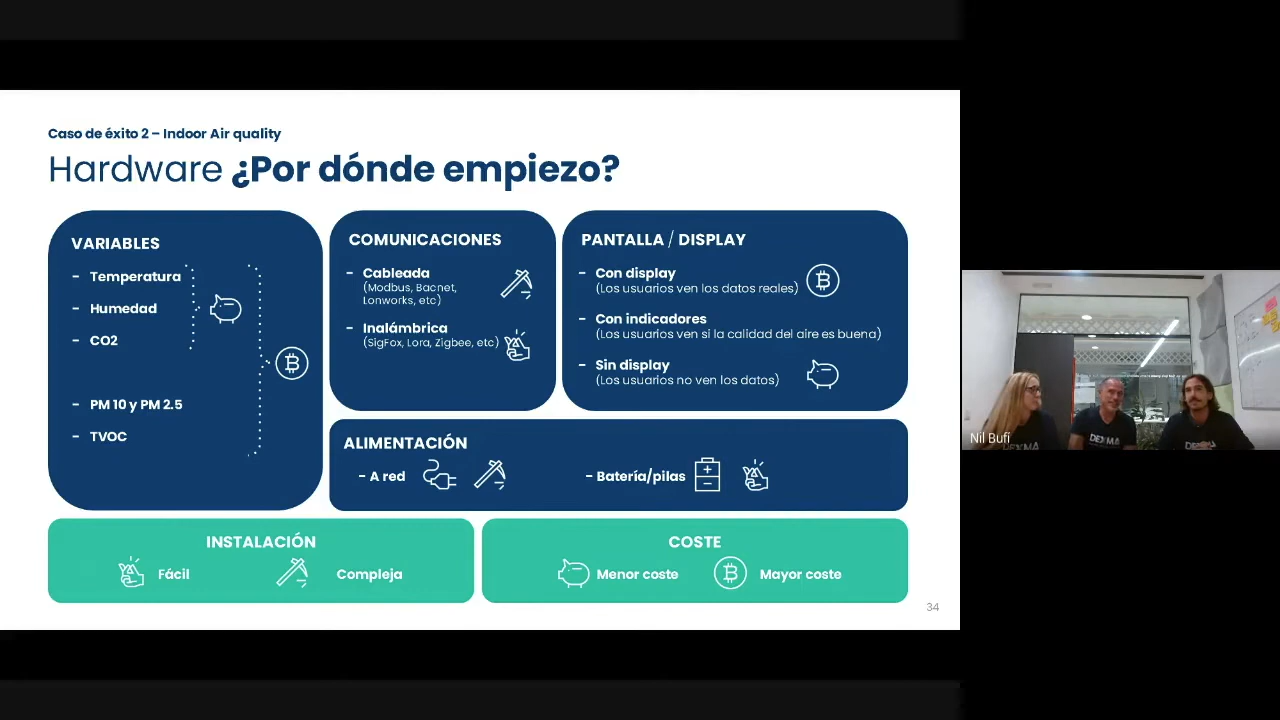 Caso de éxito 2 – Indoor Air quality
Hardware ¿Por dónde empiezo?
VARIABLES
- Temperatura
- Humedad
- CO2
- PM 10 y PM 2.5
- TVOC
COMUNICACIONES
- Cableada
(Modbus, Bacnet,
Lonworks, etc)
- Inalámbrica
(SigFox, Lora, Zigbee, etc)
PANTALLA / DISPLAY
- Con display
(Los usuarios ven los datos reales)
- Con indicadores
(Los usuarios ven si la calidad del aire es buena)
- Sin display
(Los usuarios no ven los datos)
ALIMENTACIÓN
- A red
- Batería/pilas
INSTALACIÓN
Fácil
Compleja
COSTE
Menor coste
Mayor coste
34
Nil Bufí
DEXMA
DEXMA
DEXMA